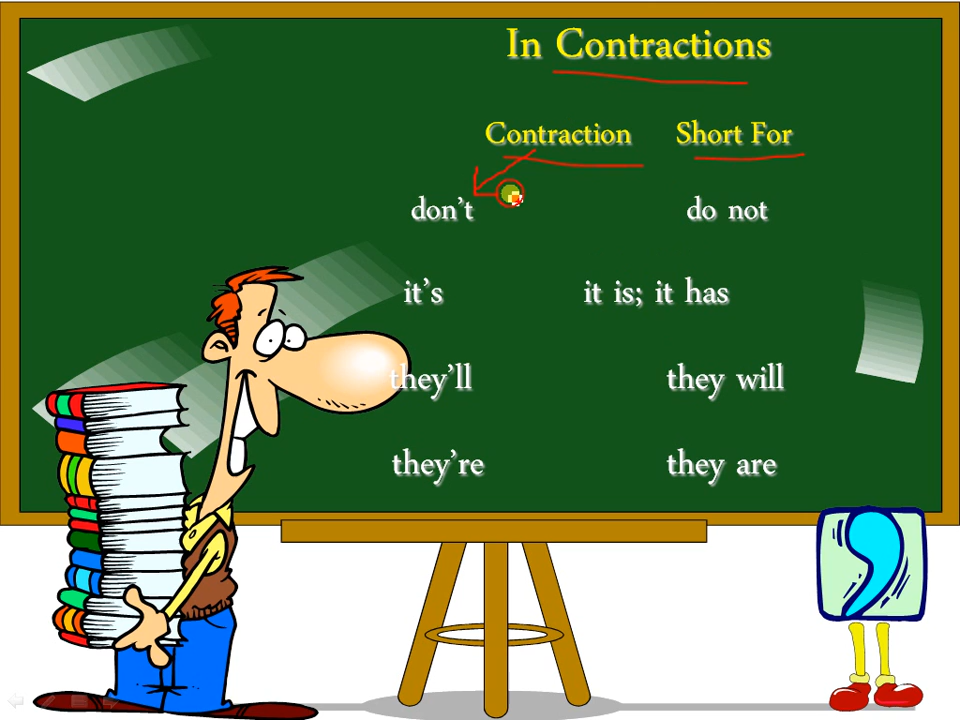 In Contractions
Contraction Short For
don’t do not
it’s it is; it has
they’ll they will
they’re they are